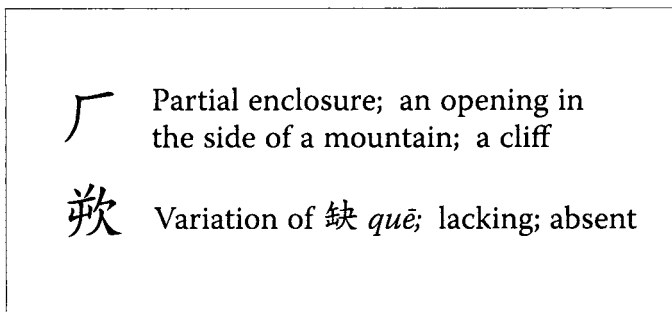 厂 Partial enclosure; an opening in
the side of a mountain; a cliff
欮 Variation of 缺 quē; lacking; absent